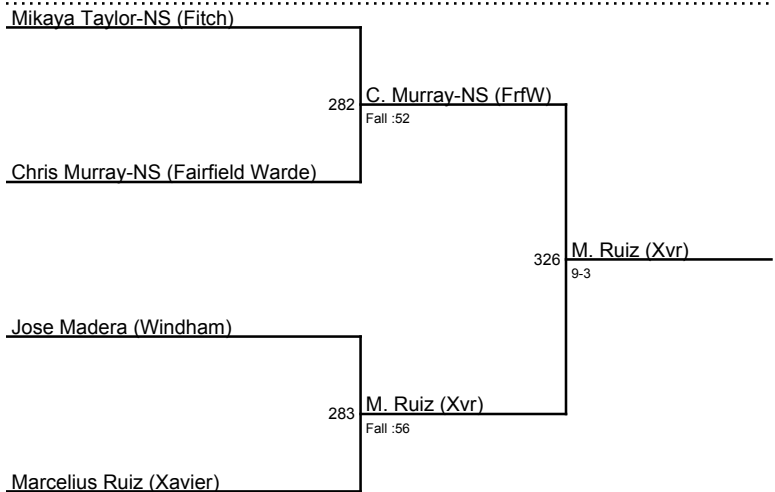 Mikaya Taylor-NS (Fitch)
282 C. Murray-NS (FrfW)
Fall :52
Chris Murray-NS (Fairfield Warde)
326 M. Ruiz (Xvr)
9-3
Jose Madera (Windham)
283 M. Ruiz (Xvr)
Fall :56
Marcelius Ruiz (Xavier)